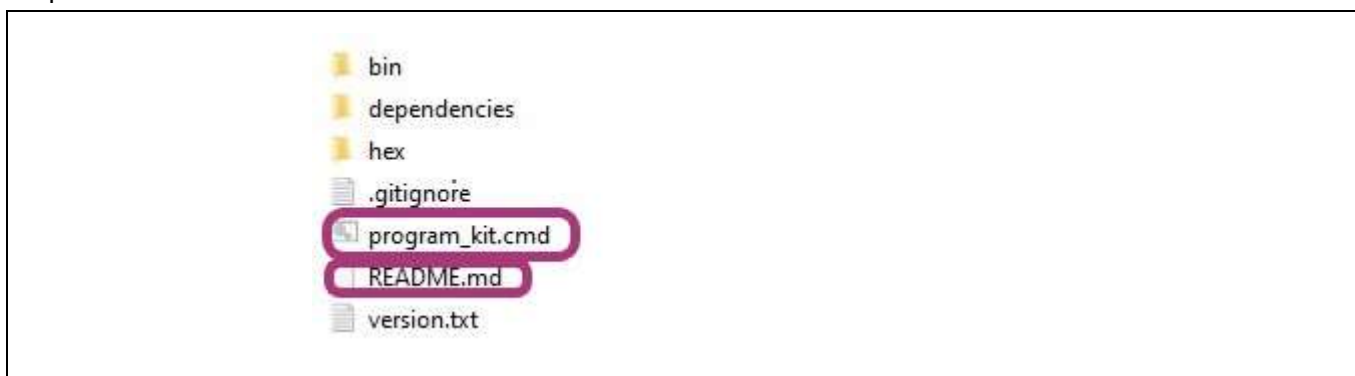 bin
dependencies
hex
.gitignore
program_kit.cmd
README.md
version.txt